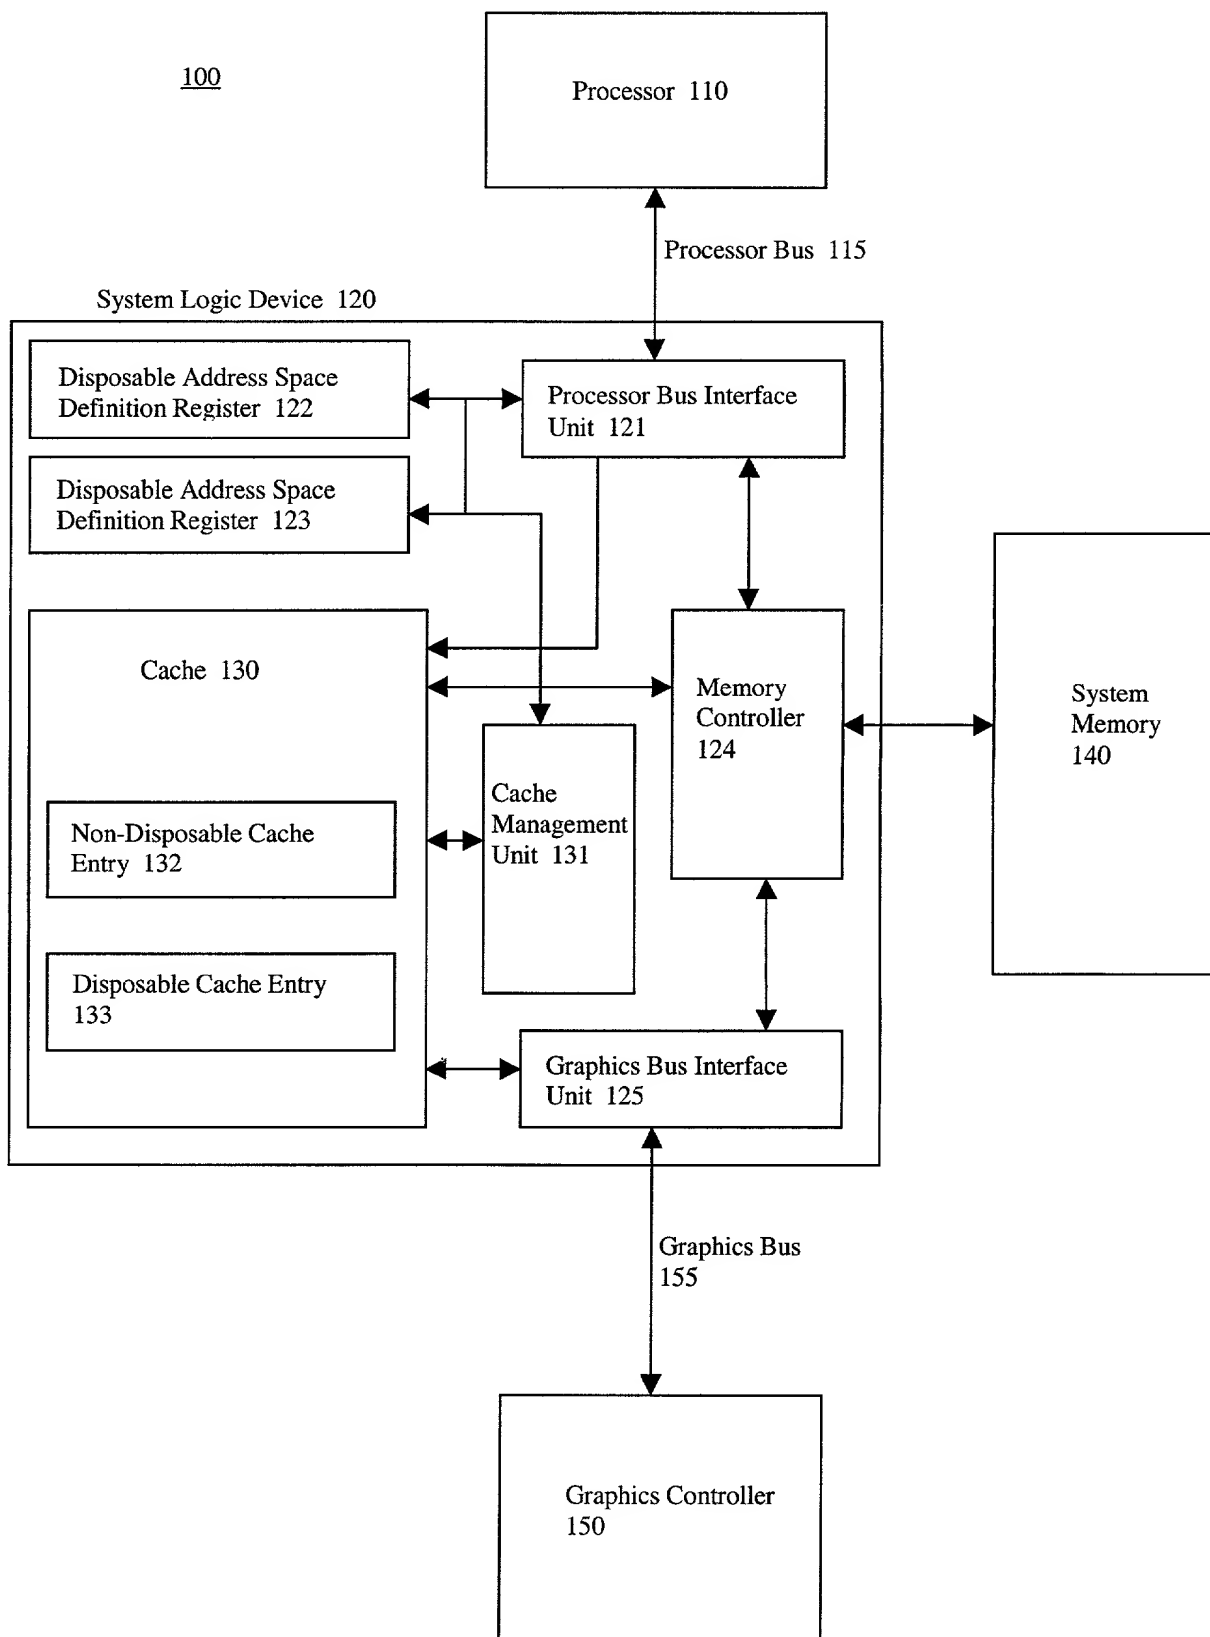 100
Processor 110
Processor Bus 115
System Logic Device 120
Disposable Address Space
Definition Register 122
Processor Bus Interface
Unit 121
Disposable Address Space
Definition Register 123
Cache 130
Memory
Controller
124
System
Memory
140
Cache
Management
Unit 131
Non-Disposable Cache
Entry 132
Disposable Cache Entry
133
Graphics Bus Interface
Unit 125
Graphics Bus
155
Graphics Controller
150